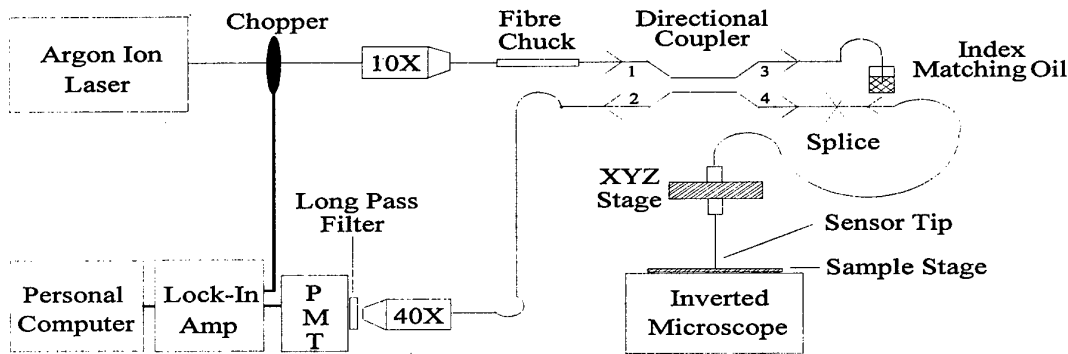 Chopper
Fibre
Chuck
Directional
Coupler
Argon Ion
Laser
10X
1
3
Index
Matching Oil
2
4
Splice
XYZ
Stage
Long Pass
Filter
Sensor Tip
Sample Stage
Personal
Computer
Lock-In
Amp
P
M
T
40X
Inverted
Microscope